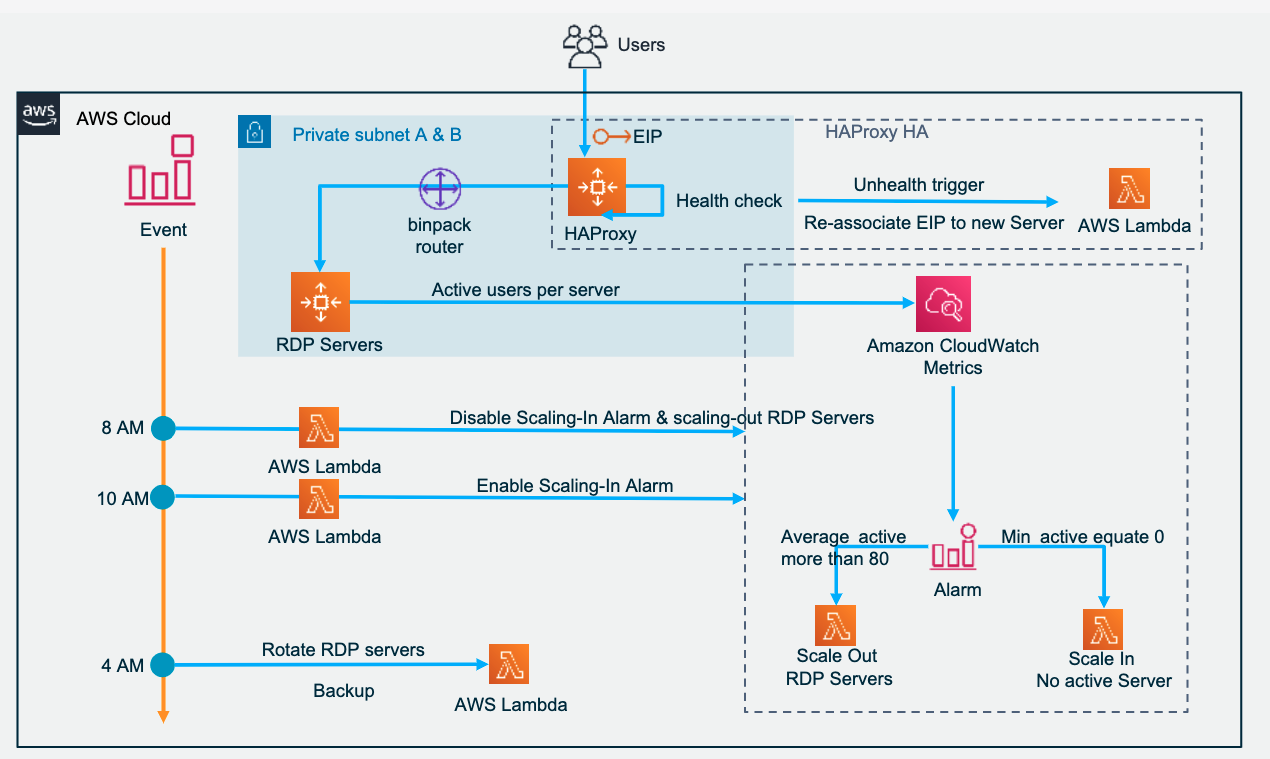 Users
aws
AWS Cloud
Private subnet A & B
EIP
HAProxy HA
Event
binpack
router
HAProxy
Health check
Unhealth trigger
Re-associate EIP to new Server
AWS Lambda
Active users per server
RDP Servers
Amazon CloudWatch
Metrics
8 AM
Disable Scaling-In Alarm & scaling-out RDP Servers
AWS Lambda
10 AM
Enable Scaling-In Alarm
AWS Lambda
Average active
more than 80
Min active equate 0
Alarm
Scale Out
RDP Servers
Scale In
No active Server
4 AM
Rotate RDP servers
Backup
AWS Lambda